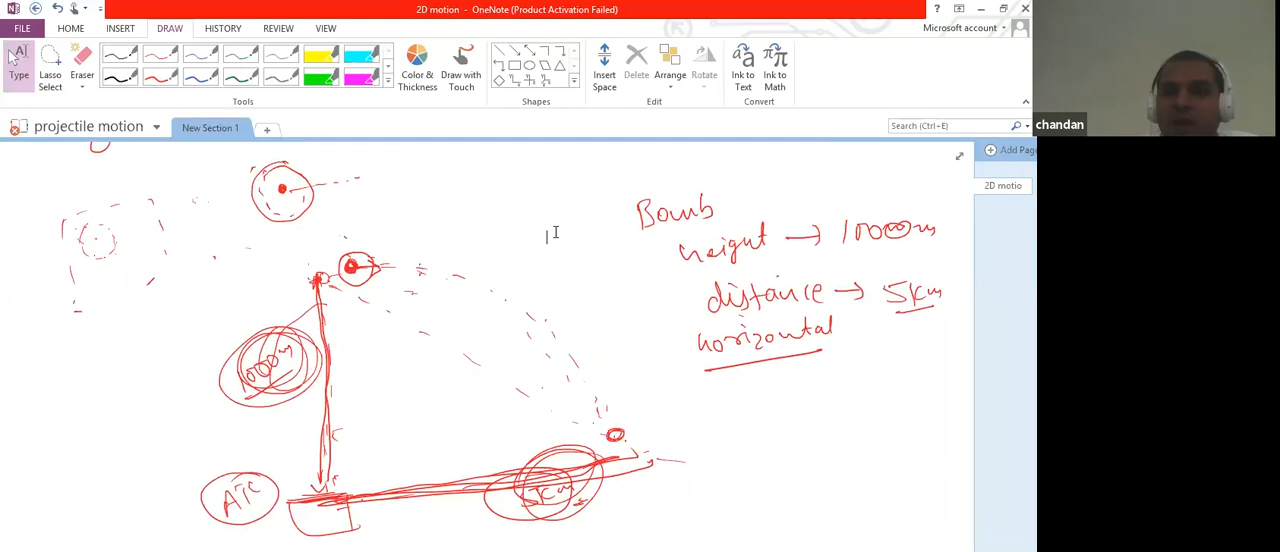 2D motion - OneNote (Product Activation Failed)
FILE
HOME
INSERT
DRAW
HISTORY
REVIEW
VIEW
Microsoft account
Type
Lasso
Select
Eraser
Color &
Thickness
Draw with
Touch
Insert
Space
Delete
Arrange
Rotate
Ink to
Text
Ink to
Math
Tools
Shapes
Edit
Convert
projectile motion
New Section 1
Search (Ctrl+E)
chandan
Add Pag
2D motio
Bomb
height → 10000m
distance → 5km
horizontal
1000m
ATC
5km